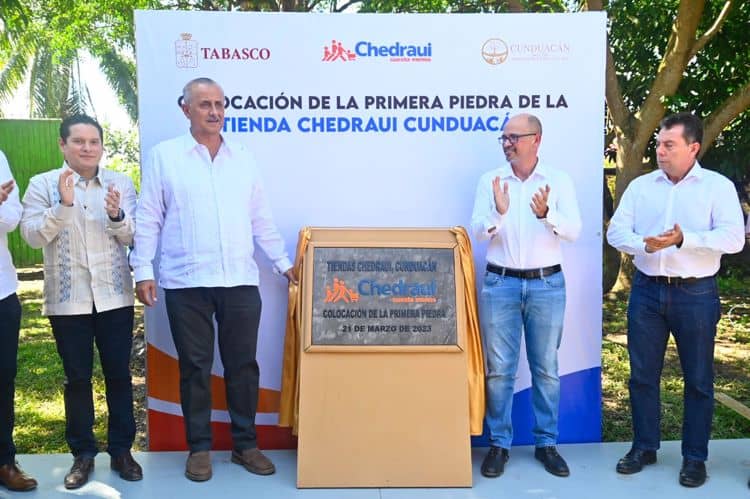 TABASCO
Chedraui
cuesta menos
CUNDUACÁN
COLOCACIÓN DE LA PRIMERA PIEDRA DE LA
TIENDA CHEDRAUI CUNDUACÁN
TIENDAS CHEDRAUI, CUNDUACÁN
Chedraui
cuesta menos
COLOCACIÓN DE LA PRIMERA PIEDRA
21 DE MARZO DE 2023